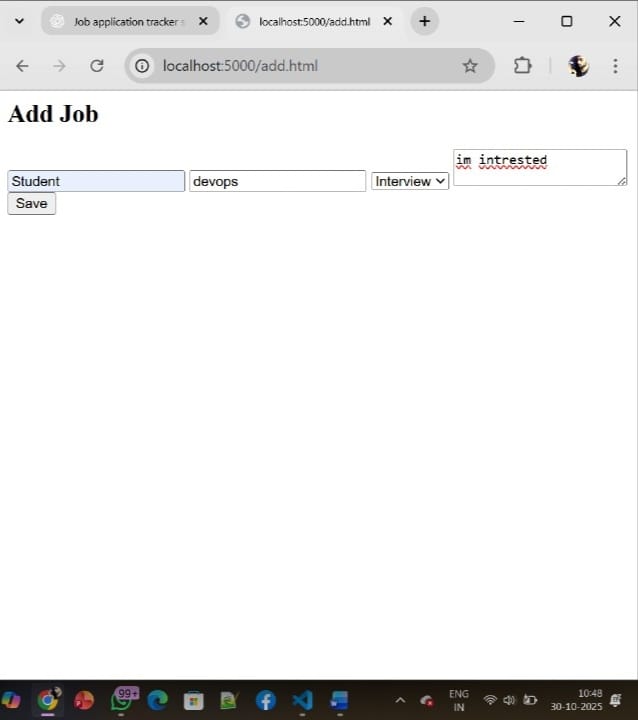 Job application tracker s
localhost:5000/add.html
localhost:5000/add.html
Add Job
im intrested
Student
devops
Interview
Save
99+
ENG
IN
10:48
30-10-2025